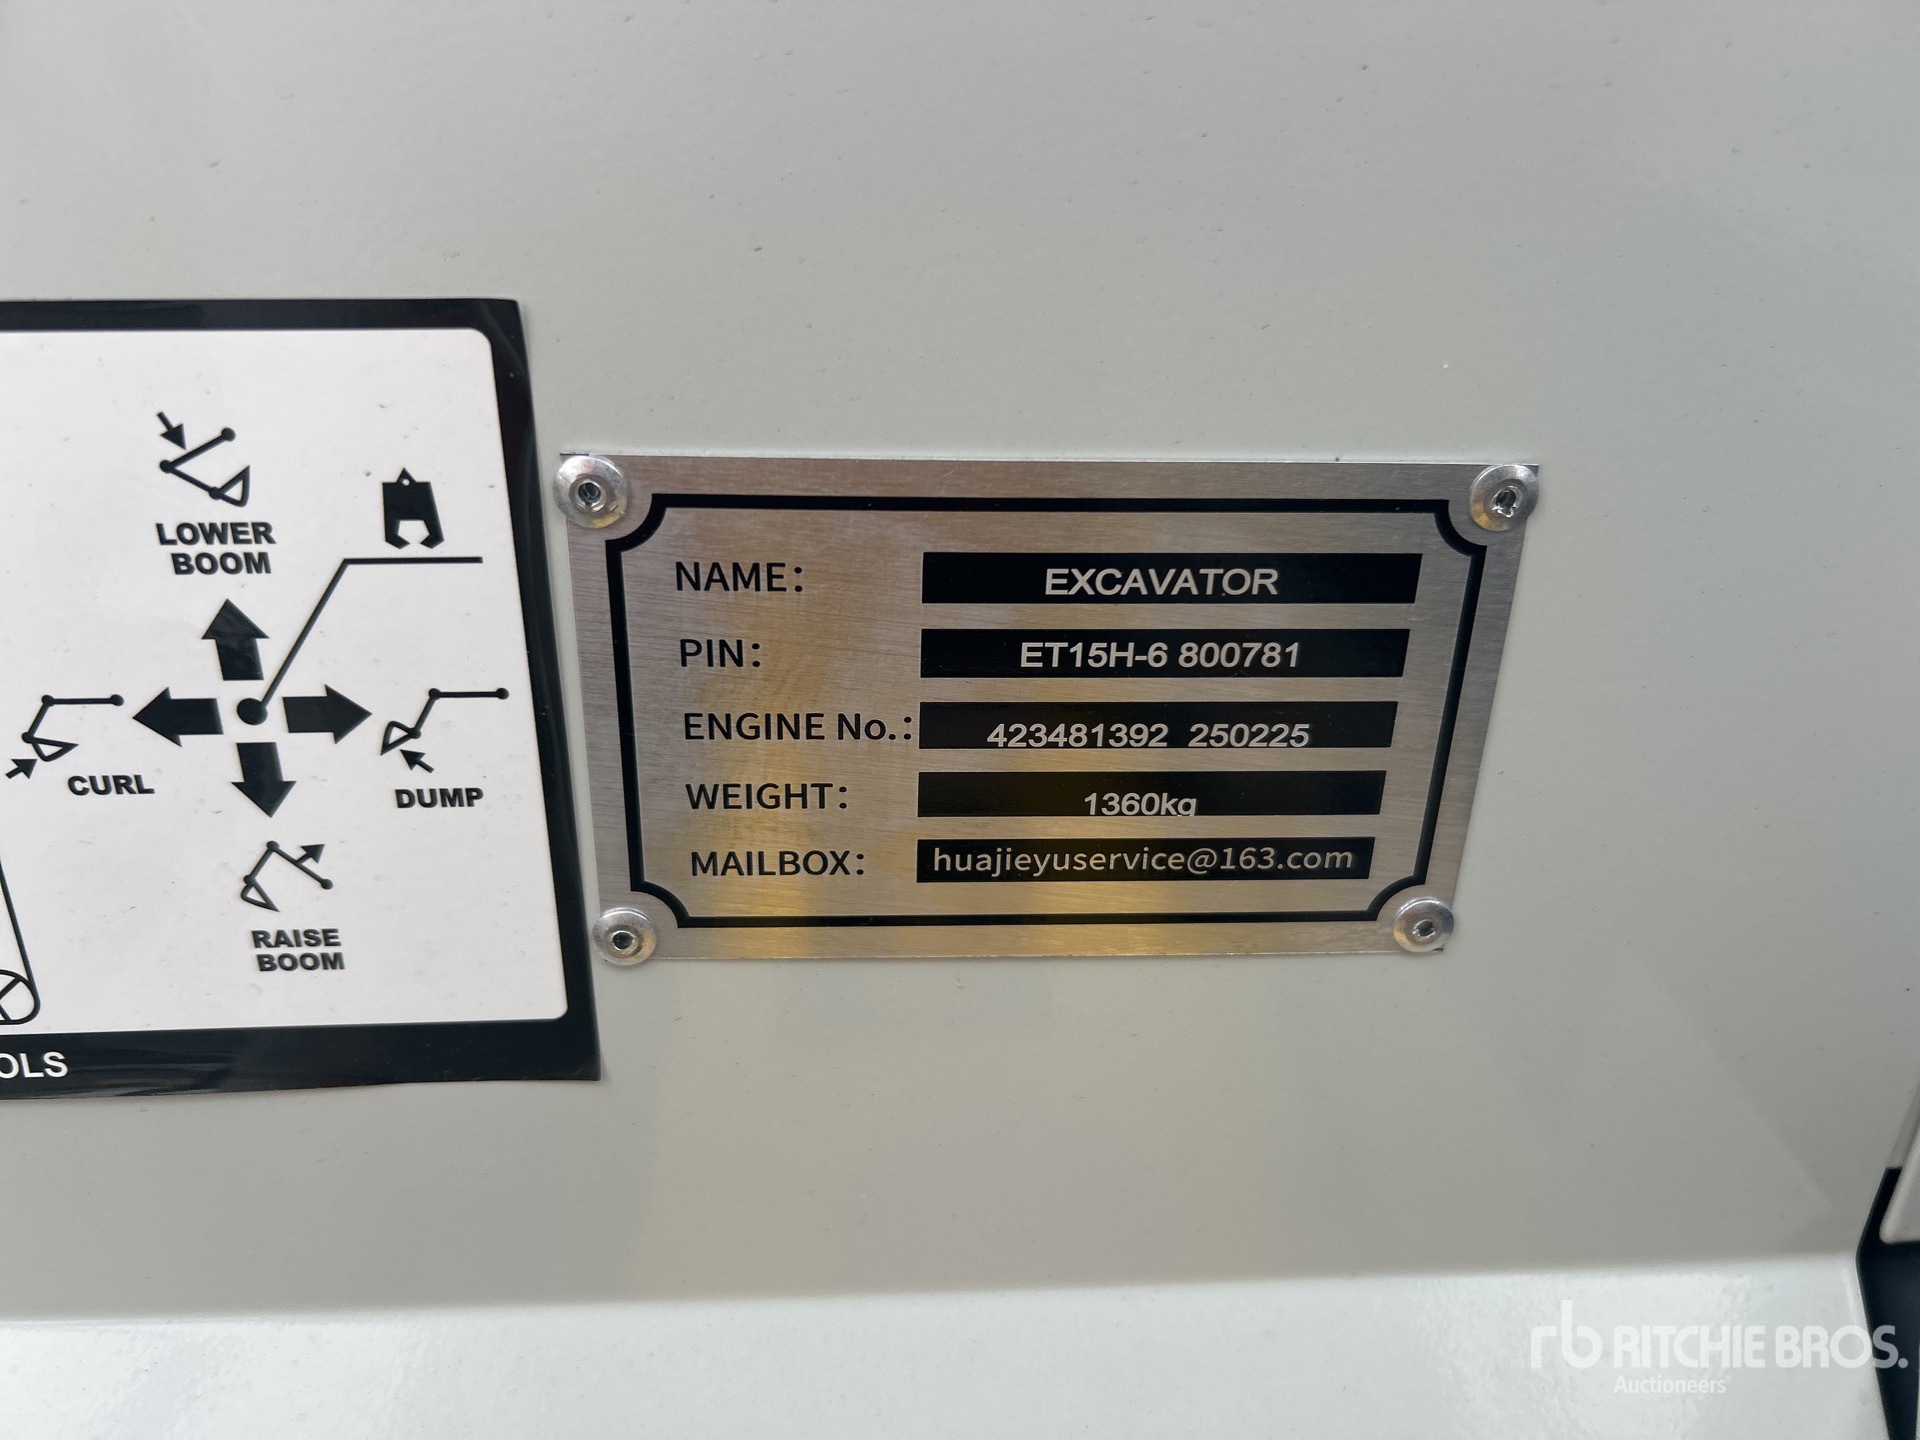 LOWER
BOOM
CURL
DUMP
RAISE
BOOM
OLS
NAME: EXCAVATOR
PIN: ET15H-6 800781
ENGINE No.: 423481392 250225
WEIGHT: 1360kg
MAILBOX: huajieyuservice@163.com
rb RITCHIE BROS.
Auctioneers